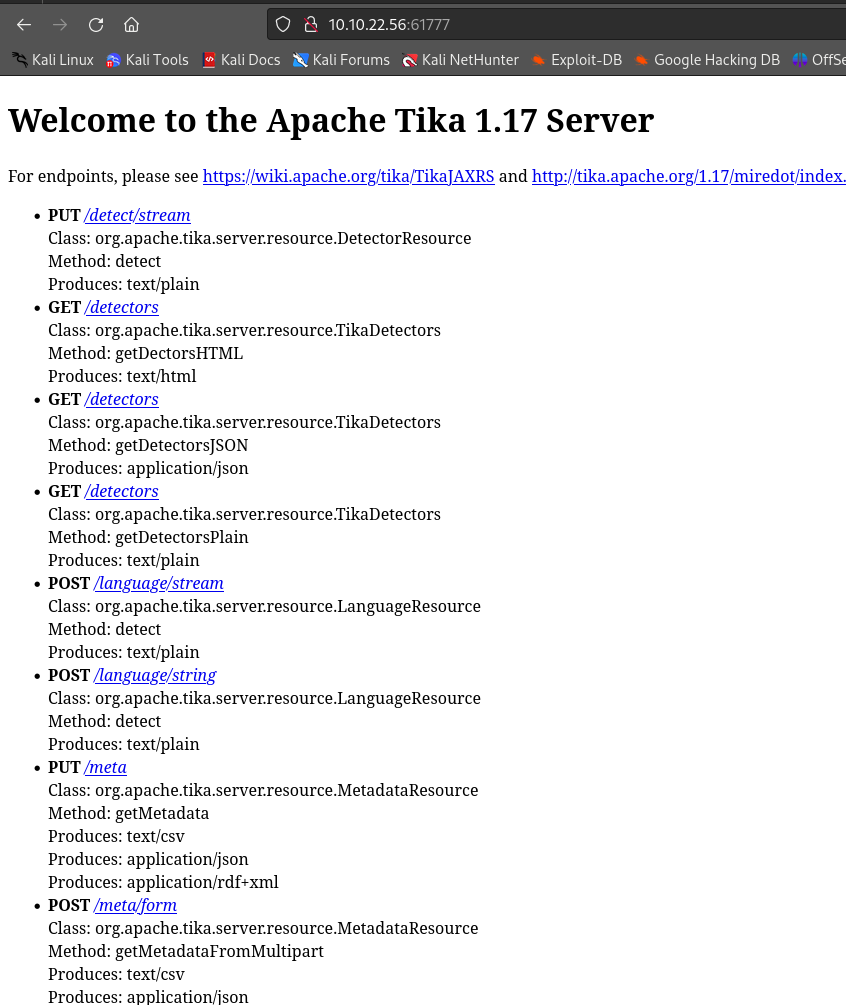 10.10.22.56:61777
Kali Linux Kali Tools Kali Docs Kali Forums Kali NetHunter Exploit-DB Google Hacking DB OffSe
Welcome to the Apache Tika 1.17 Server
For endpoints, please see https://wiki.apache.org/tika/TikaJAXRS and http://tika.apache.org/1.17/miredot/index.
• PUT /detect/stream
Class: org.apache.tika.server.resource.DetectorResource
Method: detect
Produces: text/plain
• GET /detectors
Class: org.apache.tika.server.resource.TikaDetectors
Method: getDectorsHTML
Produces: text/html
• GET /detectors
Class: org.apache.tika.server.resource.TikaDetectors
Method: getDetectorsJSON
Produces: application/json
• GET /detectors
Class: org.apache.tika.server.resource.TikaDetectors
Method: getDetectorsPlain
Produces: text/plain
• POST /language/stream
Class: org.apache.tika.server.resource.LanguageResource
Method: detect
Produces: text/plain
• POST /language/string
Class: org.apache.tika.server.resource.LanguageResource
Method: detect
Produces: text/plain
• PUT /meta
Class: org.apache.tika.server.resource.MetadataResource
Method: getMetadata
Produces: text/csv
Produces: application/json
Produces: application/rdf+xml
• POST /meta/form
Class: org.apache.tika.server.resource.MetadataResource
Method: getMetadataFromMultipart
Produces: text/csv
Produces: application/json